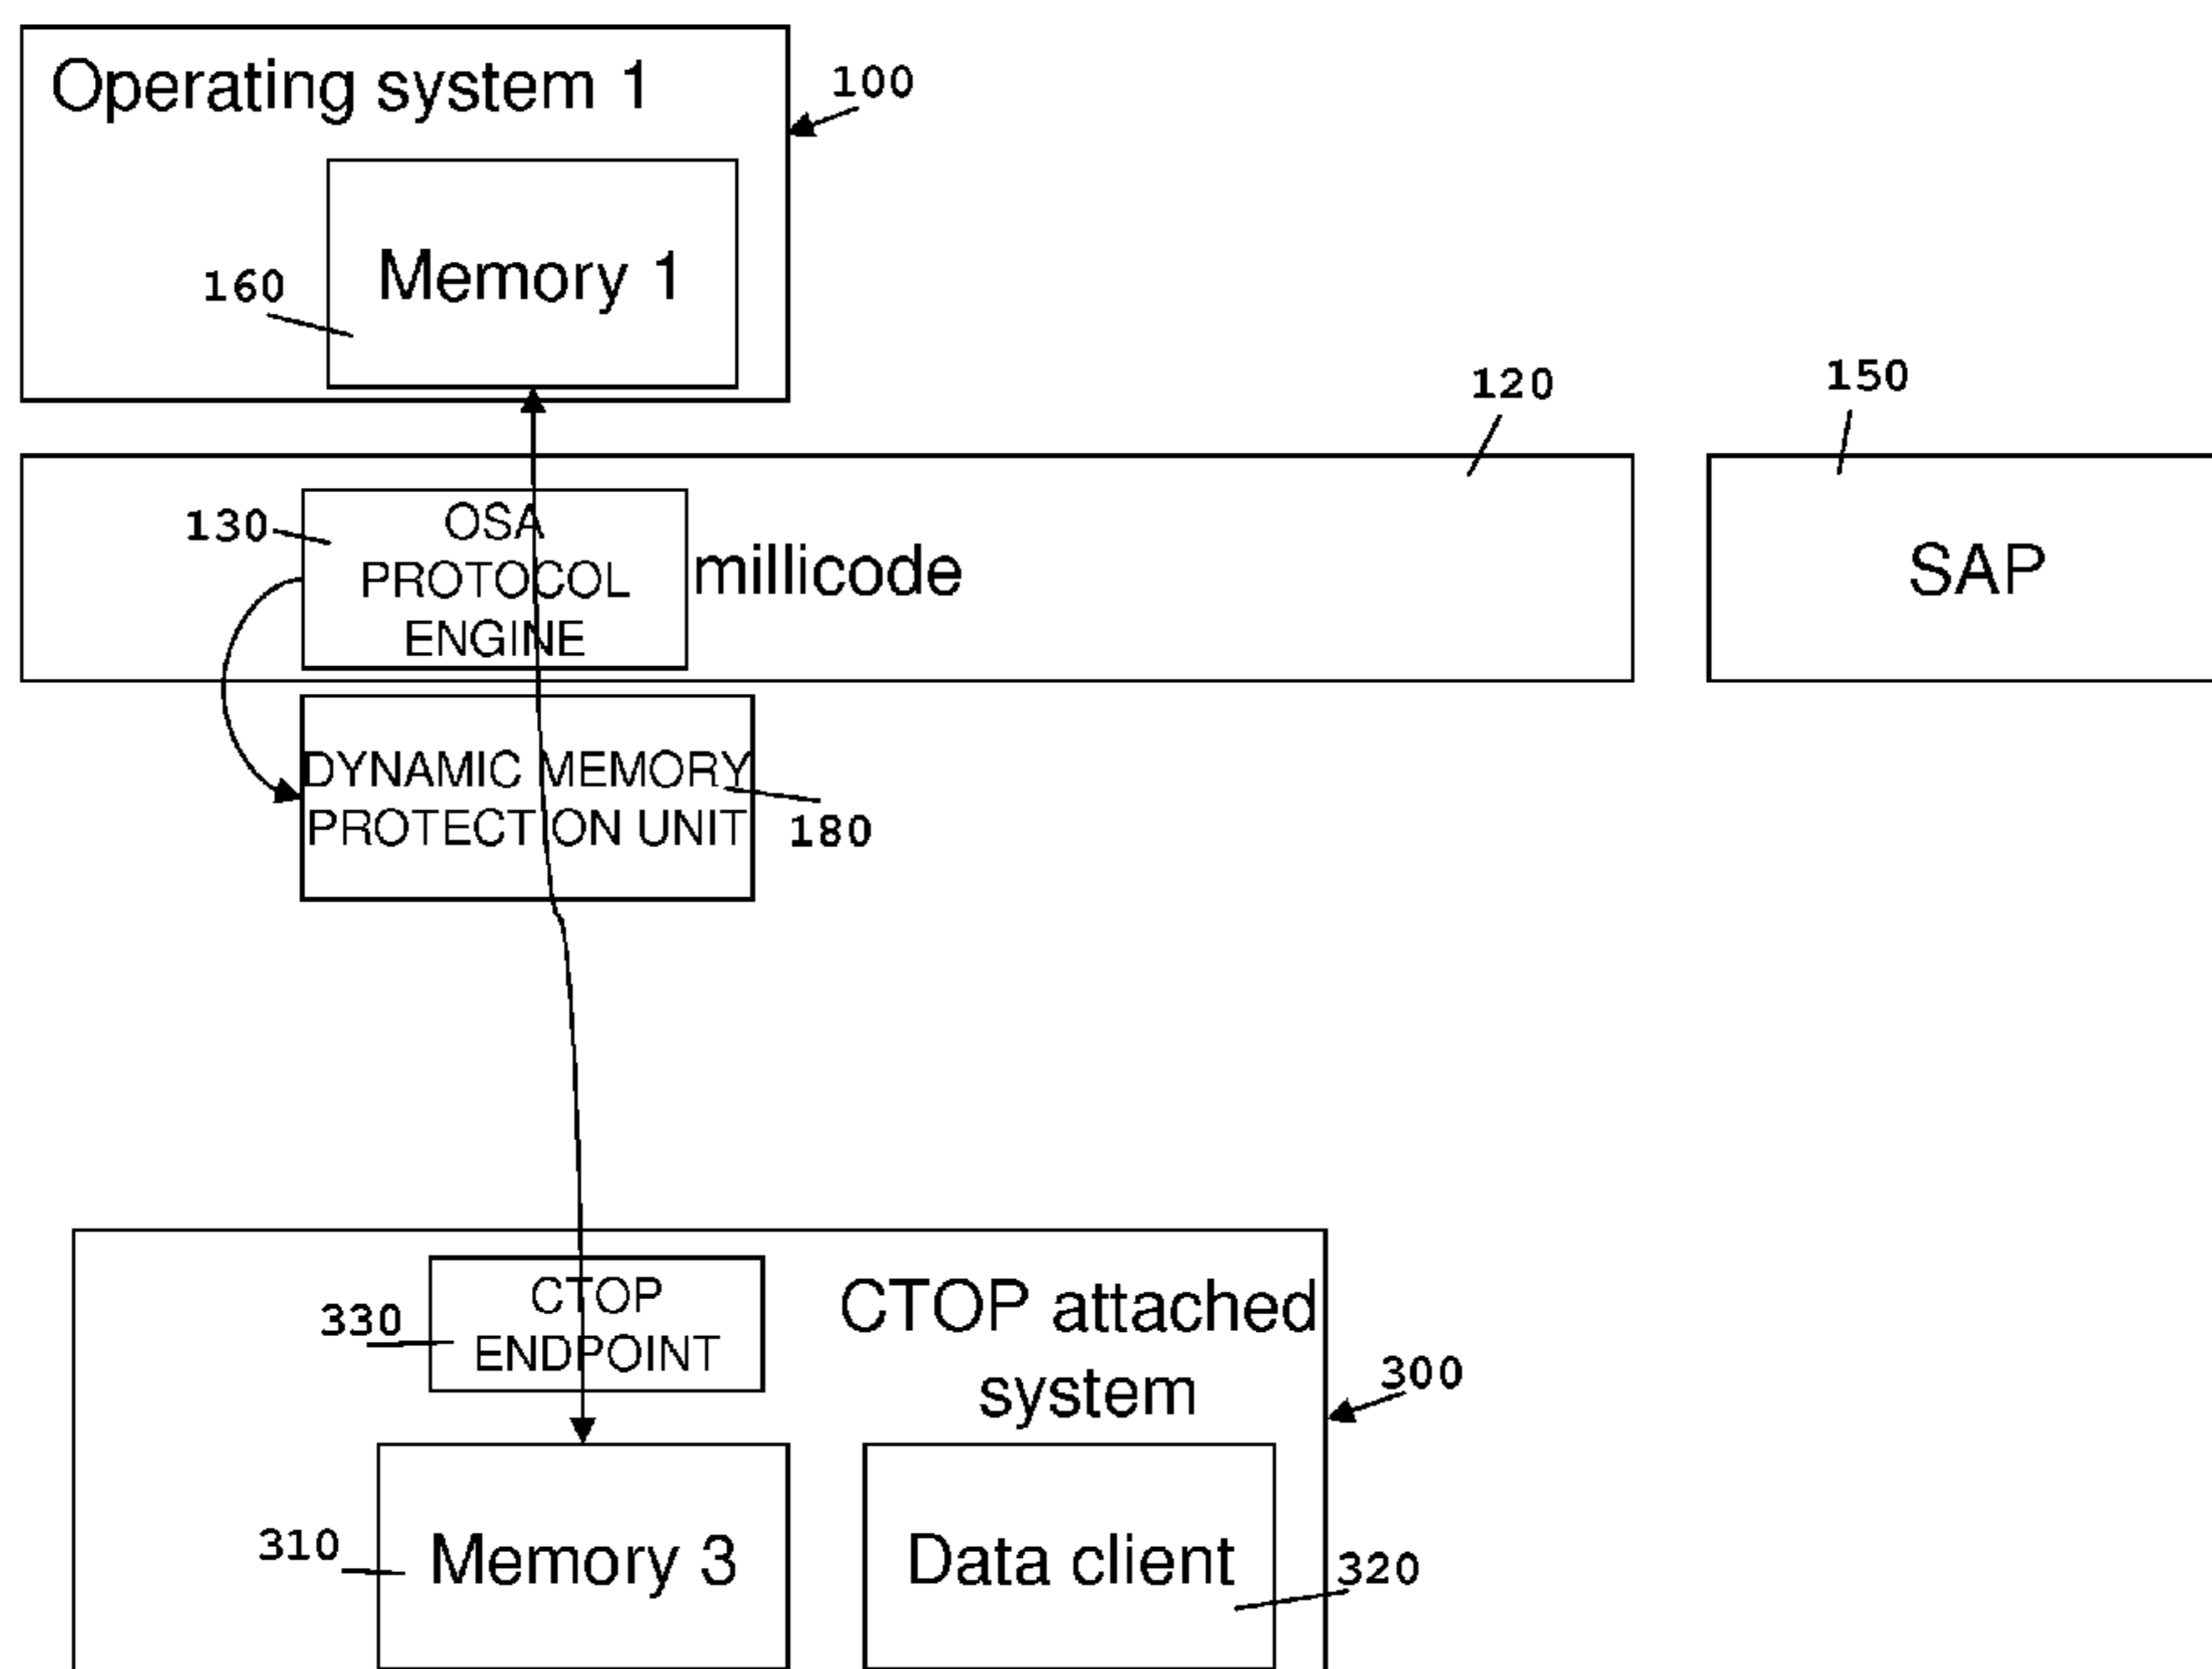 Operating system 1
100
Memory 1
160
120
150
130
OSA
PROTOCOL
ENGINE
millicode
SAP
DYNAMIC MEMORY
PROTECTION UNIT
180
CTOP
ENDPOINT
330
CTOP attached
system
300
310
Memory 3
Data client
320